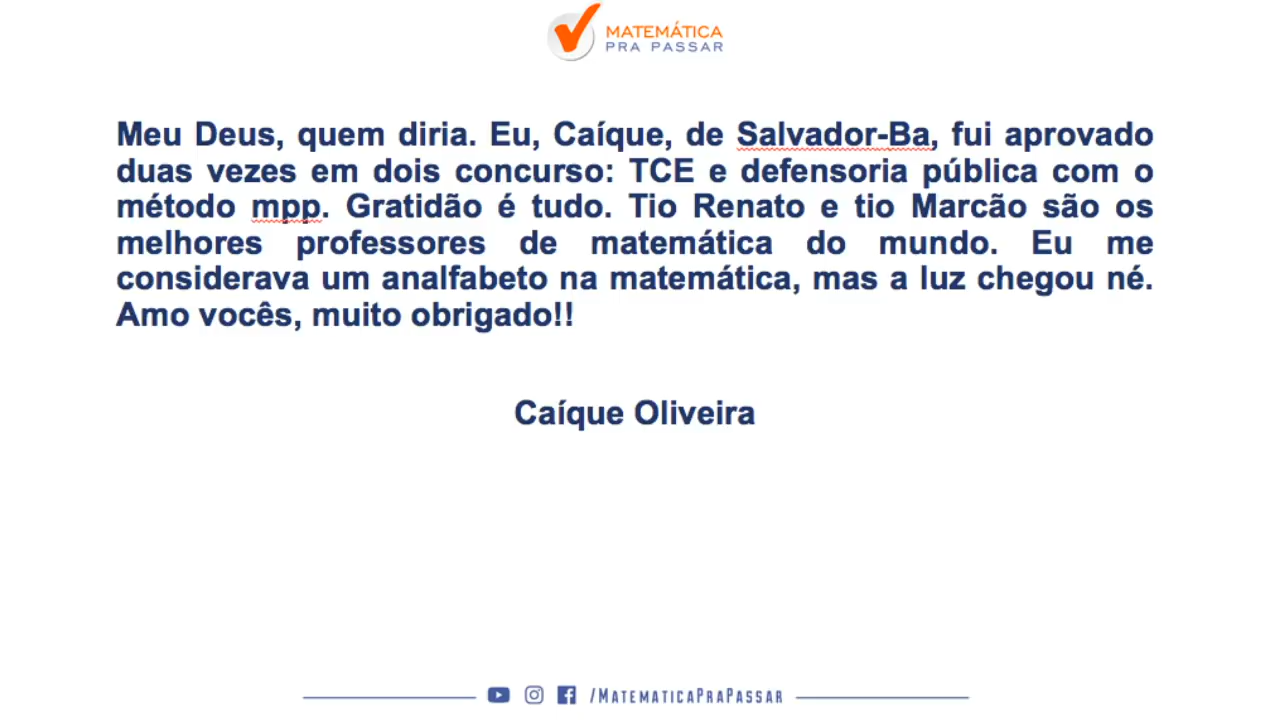 MATEMÁTICA
PRA PASSAR
Meu Deus, quem diria. Eu, Caíque, de Salvador-Ba, fui aprovado
duas vezes em dois concurso: TCE e defensoria pública com o
método mpp. Gratidão é tudo. Tio Renato e tio Marcão são os
melhores professores de matemática do mundo. Eu me
considerava um analfabeto na matemática, mas a luz chegou né.
Amo vocês, muito obrigado!!
Caíque Oliveira
/MATEMATICAPRAPASSAR